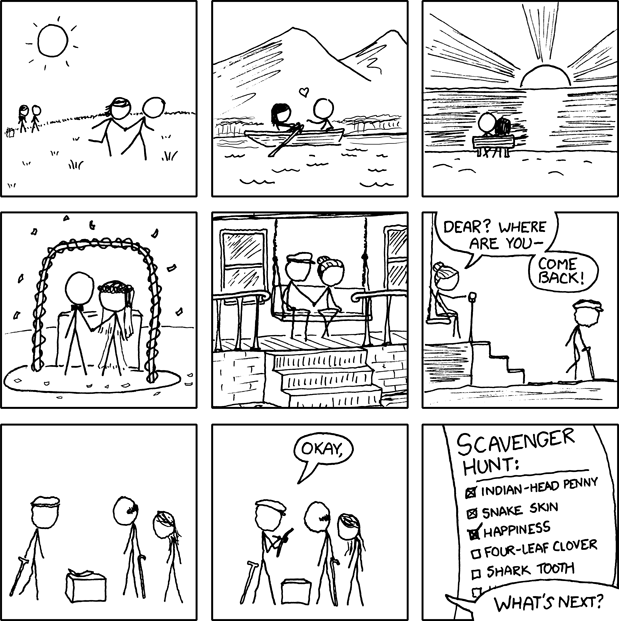 DEAR? WHERE
ARE YOU—
COME
BACK!
OKAY,
SCAVENGER
HUNT:
INDIAN-HEAD PENNY
SNAKE SKIN
HAPPINESS
FOUR-LEAF CLOVER
SHARK TOOTH
WHAT'S NEXT?